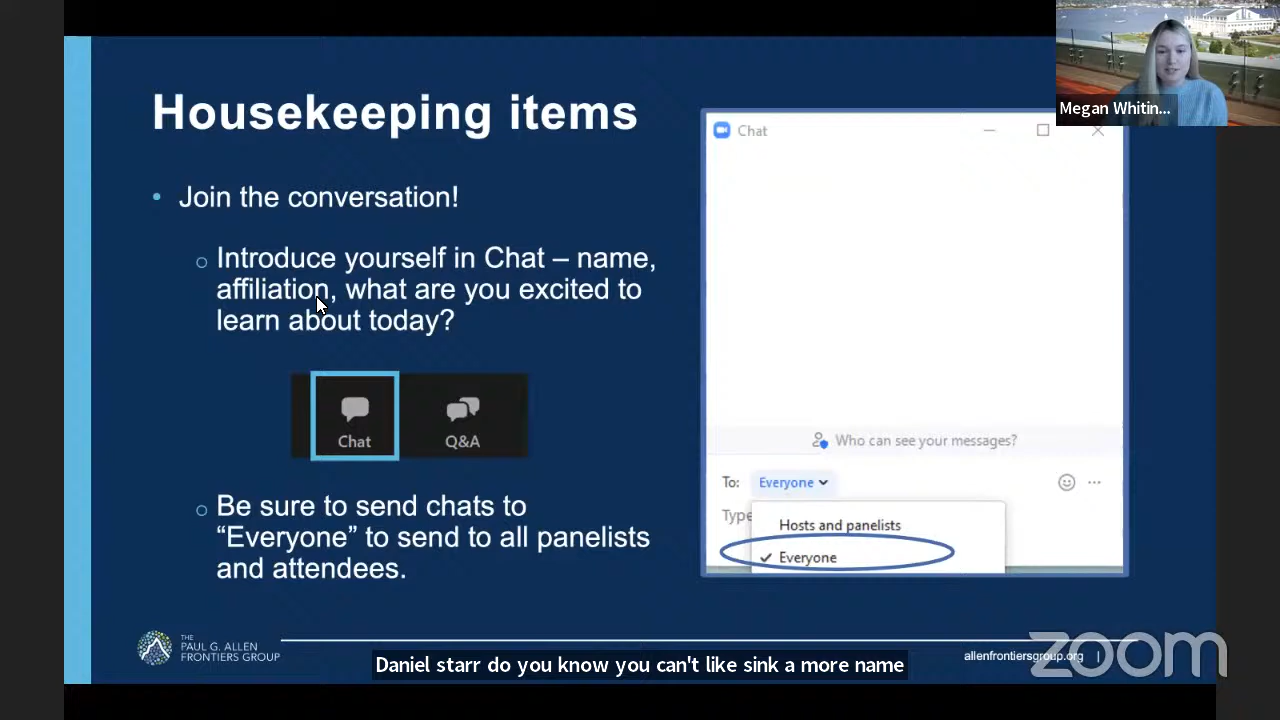 Megan Whitin...
Housekeeping items
Chat
• Join the conversation!
o Introduce yourself in Chat – name,
affiliation, what are you excited to
learn about today?
Chat
Q&A
Who can see your messages?
To: Everyone
Type
Hosts and panelists
Everyone
o Be sure to send chats to
“Everyone” to send to all panelists
and attendees.
THE
PAUL G. ALLEN
FRONTIERS GROUP
allenfrontiersgroup.org |
zoom
Daniel starr do you know you can't like sink a more name